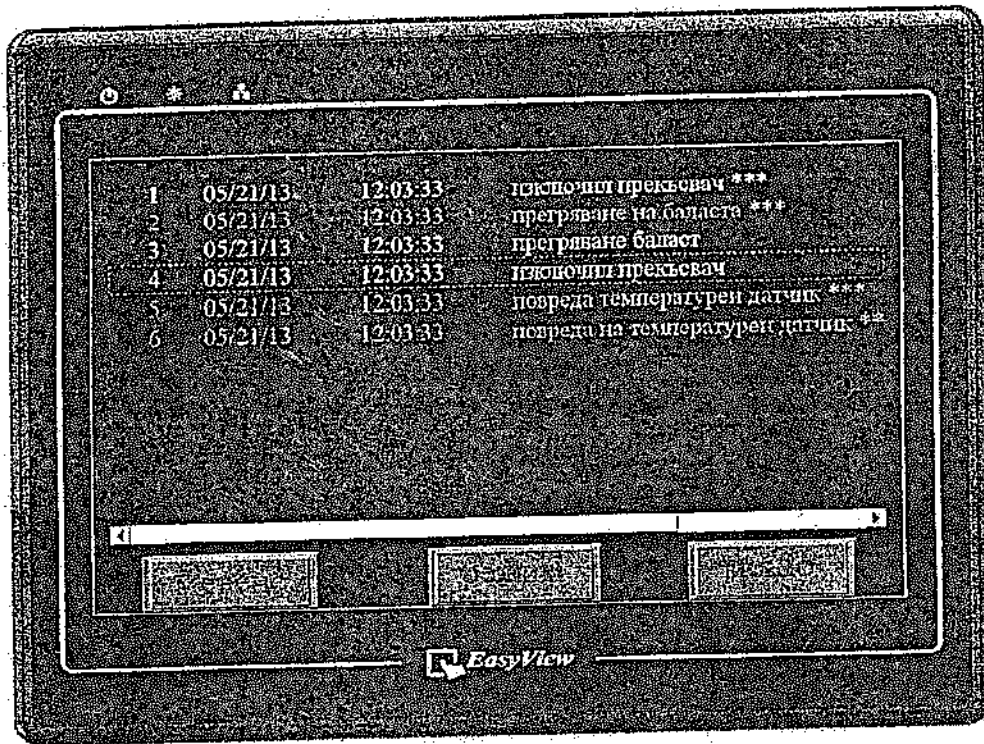 1 05/21/13 12:03:33 изключил прекъсвач ***
2 05/21/13 12:03:33 прегряване на баласта ***
3 05/21/13 12:03:33 прегряване баласт
4 05/21/13 12:03:33 изключил прекъсвач
5 05/21/13 12:03:33 повреда температурен датчик ***
6 05/21/13 12:03:33 повреда на температурен датчик **
EasyView